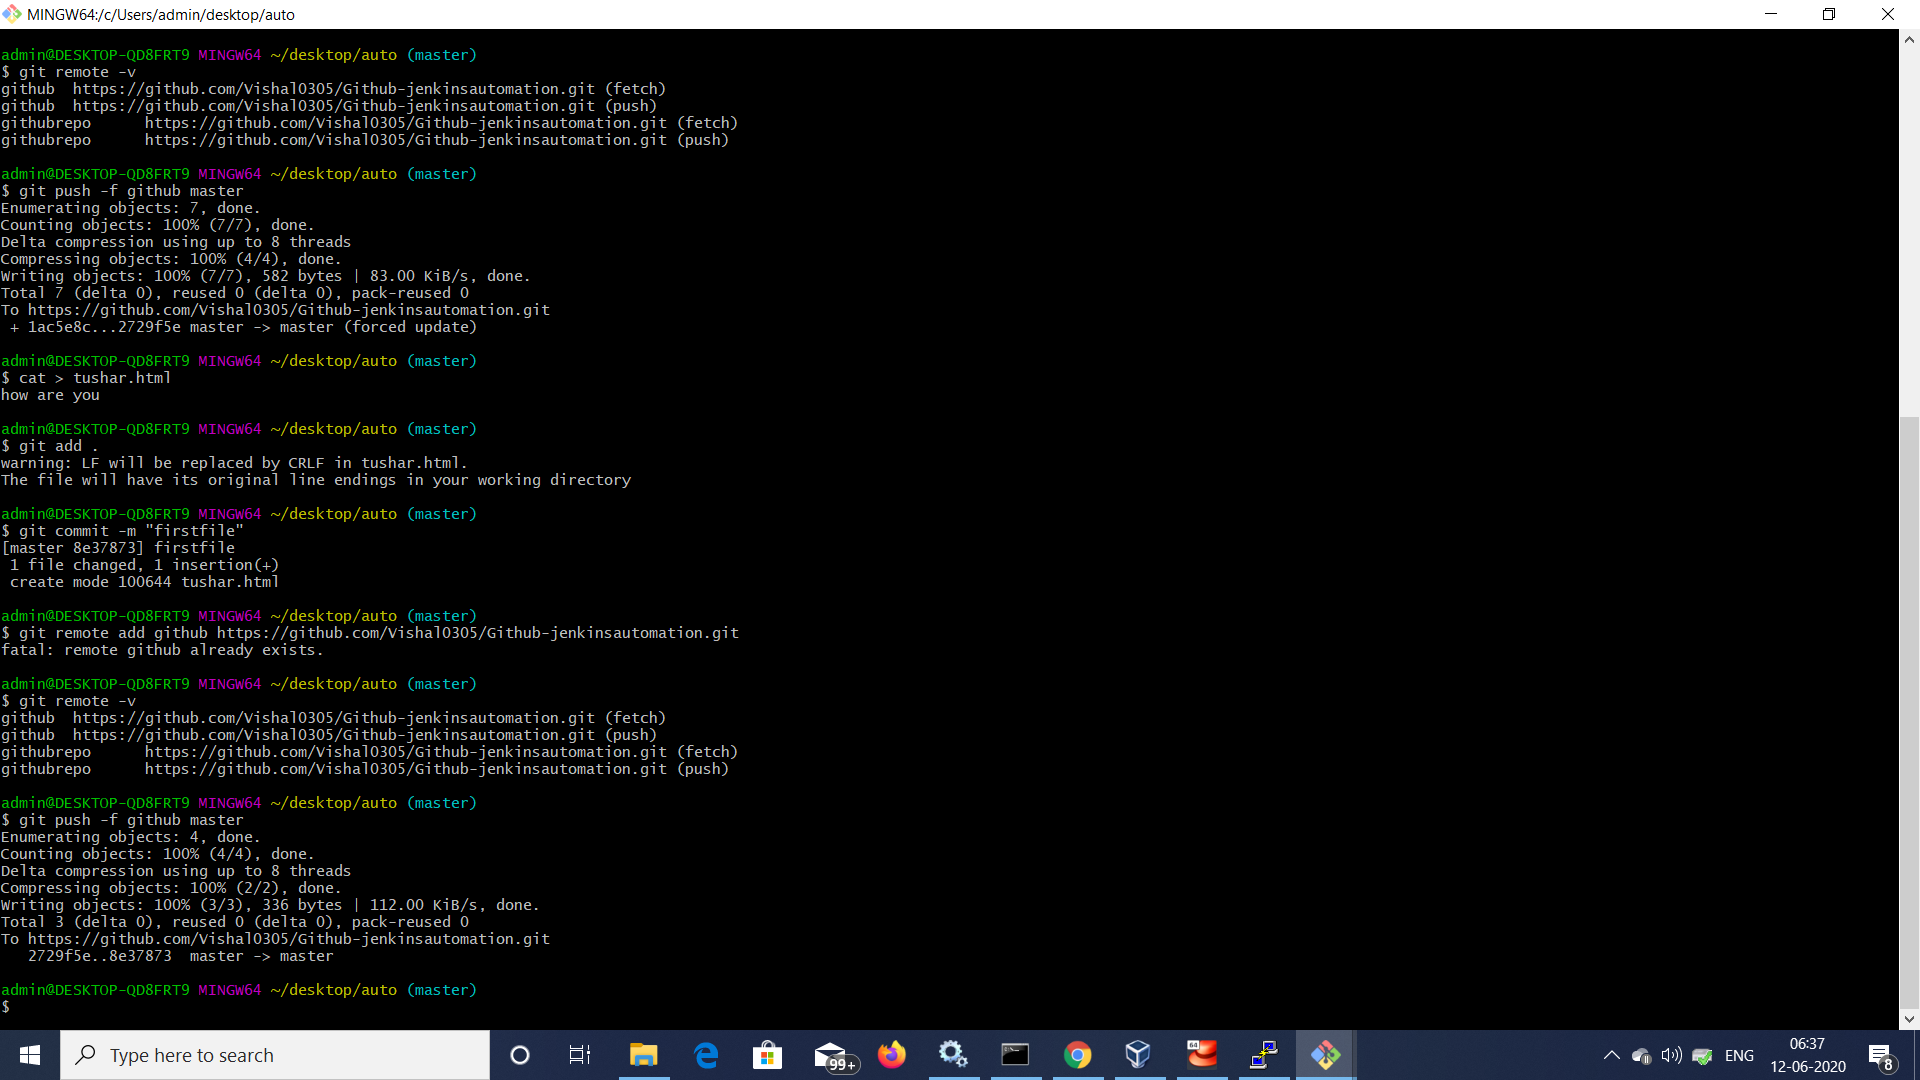 MINGW64:/c/Users/admin/desktop/auto
admin@DESKTOP-QD8FRT9 MINGW64 ~/desktop/auto (master)
$ git remote -v
github  https://github.com/Vishal0305/Github-jenkinsautomation.git (fetch)
github  https://github.com/Vishal0305/Github-jenkinsautomation.git (push)
githubrepo      https://github.com/Vishal0305/Github-jenkinsautomation.git (fetch)
githubrepo      https://github.com/Vishal0305/Github-jenkinsautomation.git (push)
admin@DESKTOP-QD8FRT9 MINGW64 ~/desktop/auto (master)
$ git push -f github master
Enumerating objects: 7, done.
Counting objects: 100% (7/7), done.
Delta compression using up to 8 threads
Compressing objects: 100% (4/4), done.
Writing objects: 100% (7/7), 582 bytes | 83.00 KiB/s, done.
Total 7 (delta 0), reused 0 (delta 0), pack-reused 0
To https://github.com/Vishal0305/Github-jenkinsautomation.git
 + 1ac5e8c...2729f5e master -> master (forced update)
admin@DESKTOP-QD8FRT9 MINGW64 ~/desktop/auto (master)
$ cat > tushar.html
how are you
admin@DESKTOP-QD8FRT9 MINGW64 ~/desktop/auto (master)
$ git add .
warning: LF will be replaced by CRLF in tushar.html.
The file will have its original line endings in your working directory
admin@DESKTOP-QD8FRT9 MINGW64 ~/desktop/auto (master)
$ git commit -m "firstfile"
[master 8e37873] firstfile
 1 file changed, 1 insertion(+)
 create mode 100644 tushar.html
admin@DESKTOP-QD8FRT9 MINGW64 ~/desktop/auto (master)
$ git remote add github https://github.com/Vishal0305/Github-jenkinsautomation.git
fatal: remote github already exists.
admin@DESKTOP-QD8FRT9 MINGW64 ~/desktop/auto (master)
$ git remote -v
github  https://github.com/Vishal0305/Github-jenkinsautomation.git (fetch)
github  https://github.com/Vishal0305/Github-jenkinsautomation.git (push)
githubrepo      https://github.com/Vishal0305/Github-jenkinsautomation.git (fetch)
githubrepo      https://github.com/Vishal0305/Github-jenkinsautomation.git (push)
admin@DESKTOP-QD8FRT9 MINGW64 ~/desktop/auto (master)
$ git push -f github master
Enumerating objects: 4, done.
Counting objects: 100% (4/4), done.
Delta compression using up to 8 threads
Compressing objects: 100% (2/2), done.
Writing objects: 100% (3/3), 336 bytes | 112.00 KiB/s, done.
Total 3 (delta 0), reused 0 (delta 0), pack-reused 0
To https://github.com/Vishal0305/Github-jenkinsautomation.git
   2729f5e..8e37873  master -> master
admin@DESKTOP-QD8FRT9 MINGW64 ~/desktop/auto (master)
$
Type here to search
99+
64
ENG
06:37
12-06-2020
8